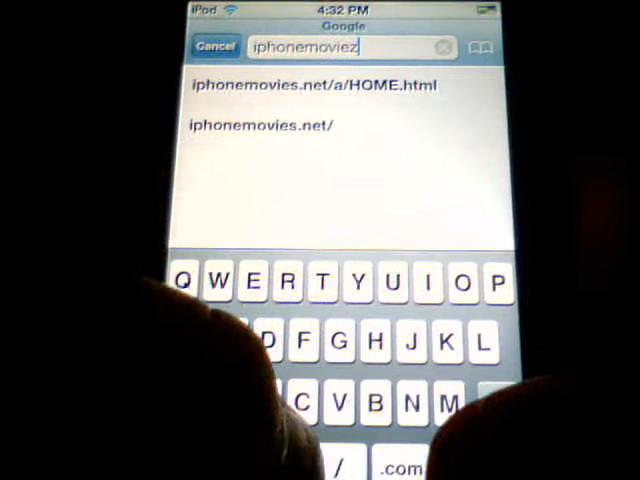 iPod 4:32 PM
Google
Cancel iphonemoviez
iphonemovies.net/a/HOME.html
iphonemovies.net/
Q W E R T Y U I O P
D F G H J K L
C V B N M
/ .com